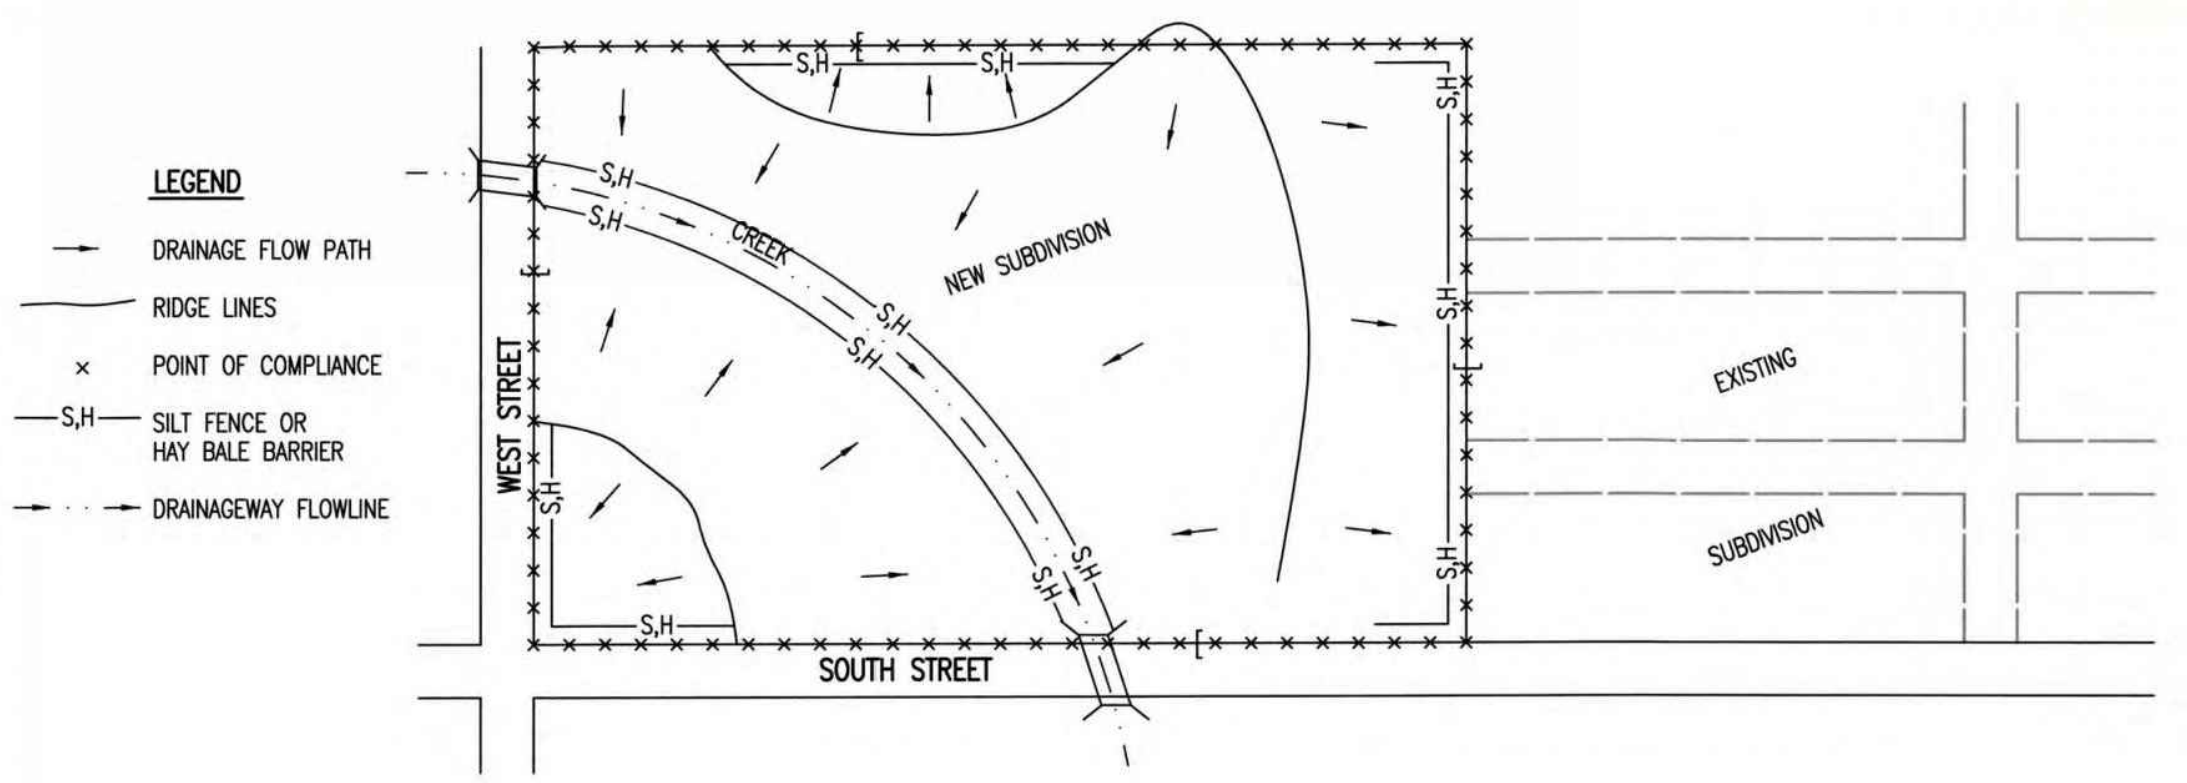 S,H
S,H
S,H
LEGEND
S,H
S,H
DRAINAGE FLOW PATH
CREEK
NEW SUBDIVISION
RIDGE LINES
S,H
S,H
S,H
POINT OF COMPLIANCE
WEST STREET
EXISTING
S,H
SILT FENCE OR
HAY BALE BARRIER
S,H
DRAINAGEWAY FLOWLINE
SUBDIVISION
S,H
S,H
S,H
S,H
SOUTH STREET